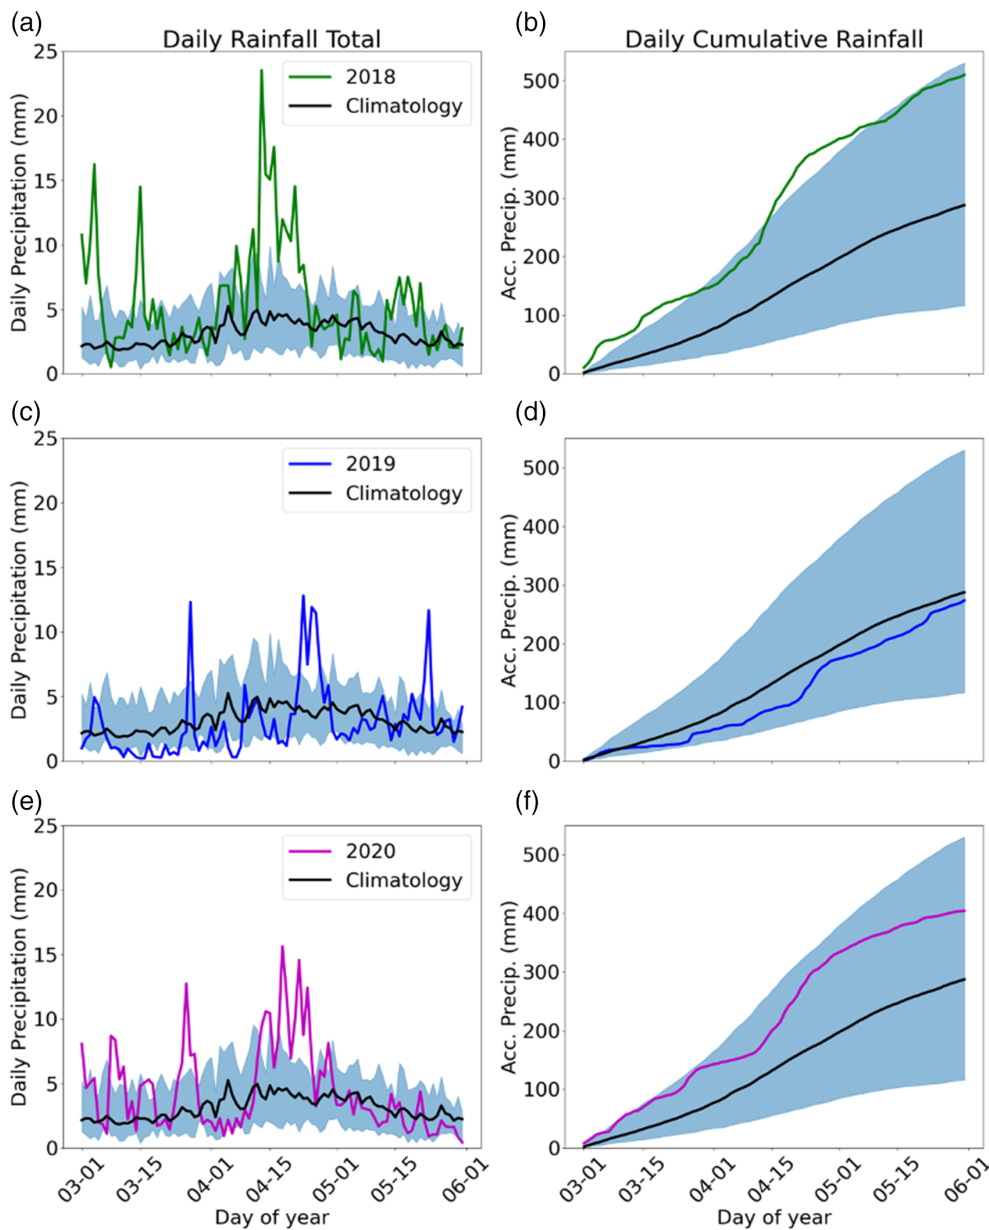 (a)
Daily Rainfall Total
25
20
15
10
5
0
Daily Precipitation (mm)
2018
Climatology
(b)
Daily Cumulative Rainfall
500
400
300
200
100
0
Acc. Precip. (mm)
(c)
25
20
15
10
5
0
Daily Precipitation (mm)
2019
Climatology
(d)
500
400
300
200
100
0
Acc. Precip. (mm)
(e)
25
20
15
10
5
0
Daily Precipitation (mm)
2020
Climatology
03-01
03-15
04-01
04-15
05-01
05-15
06-01
Day of year
(f)
500
400
300
200
100
0
Acc. Precip. (mm)
03-01
03-15
04-01
04-15
05-01
05-15
06-01
Day of year